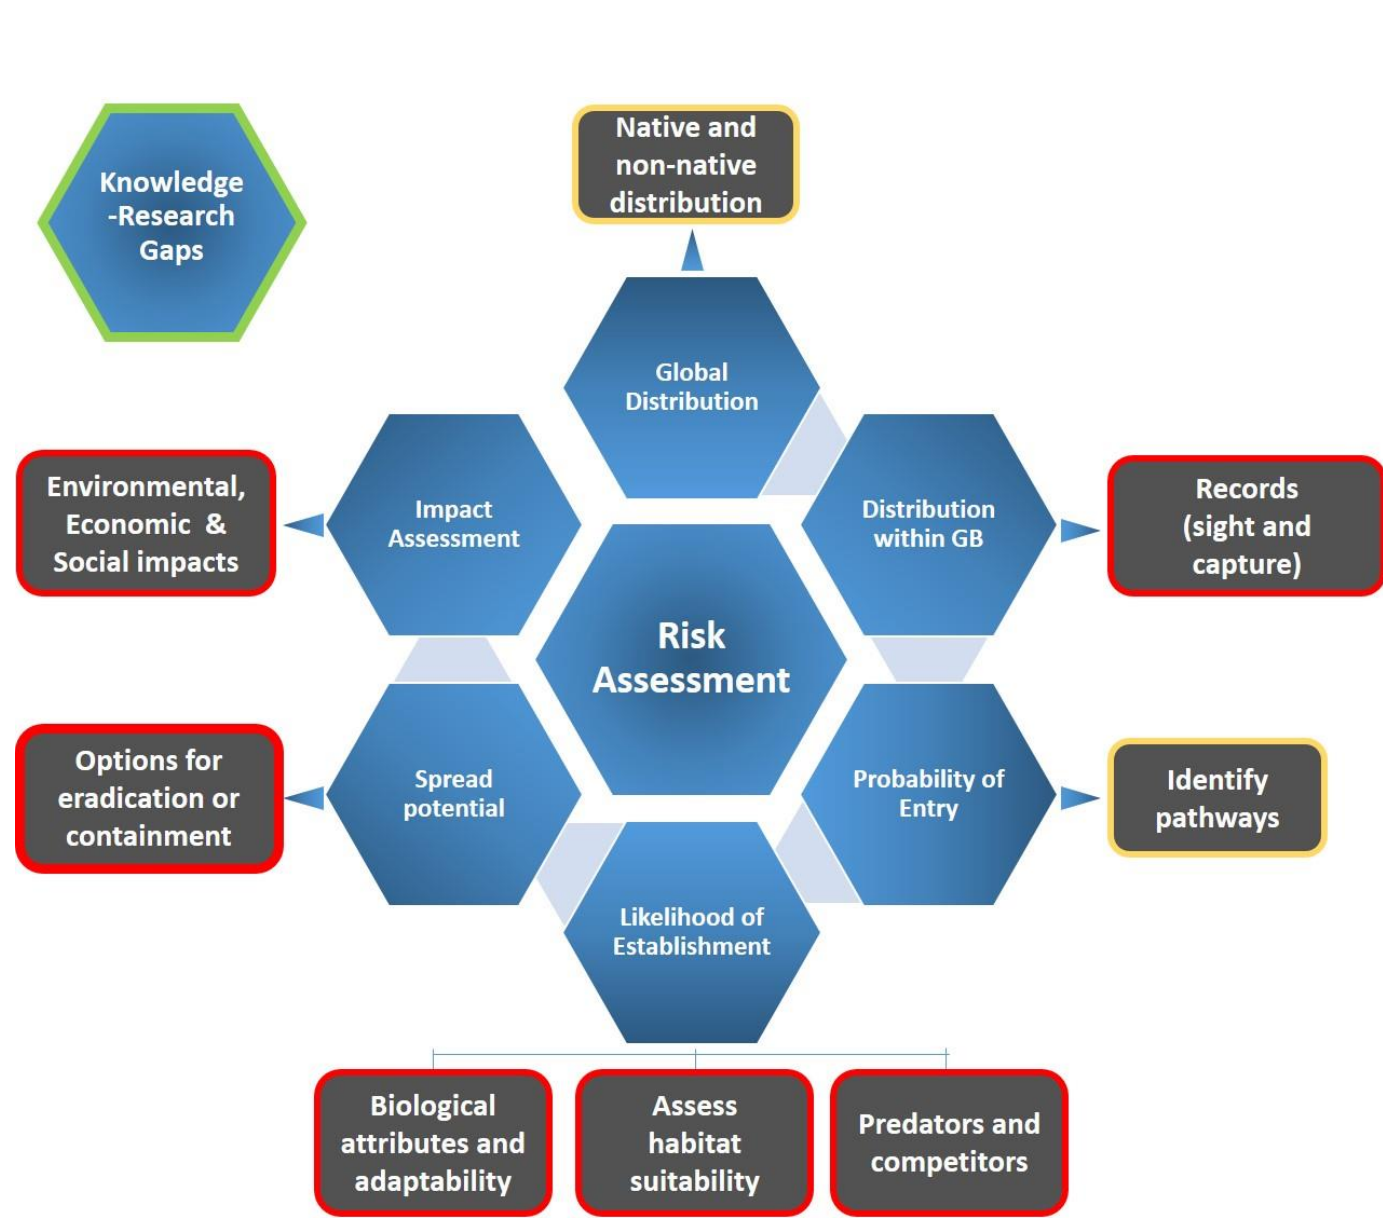 Knowledge
-Research
Gaps
Native and
non-native
distribution
Global
Distribution
Environmental,
Economic  &
Social impacts
Impact
Assessment
Distribution
within GB
Records
(sight and
capture)
Risk
Assessment
Options for
eradication or
containment
Spread
potential
Probability of
Entry
Identify
pathways
Likelihood of
Establishment
Biological
attributes and
adaptability
Assess
habitat
suitability
Predators and
competitors